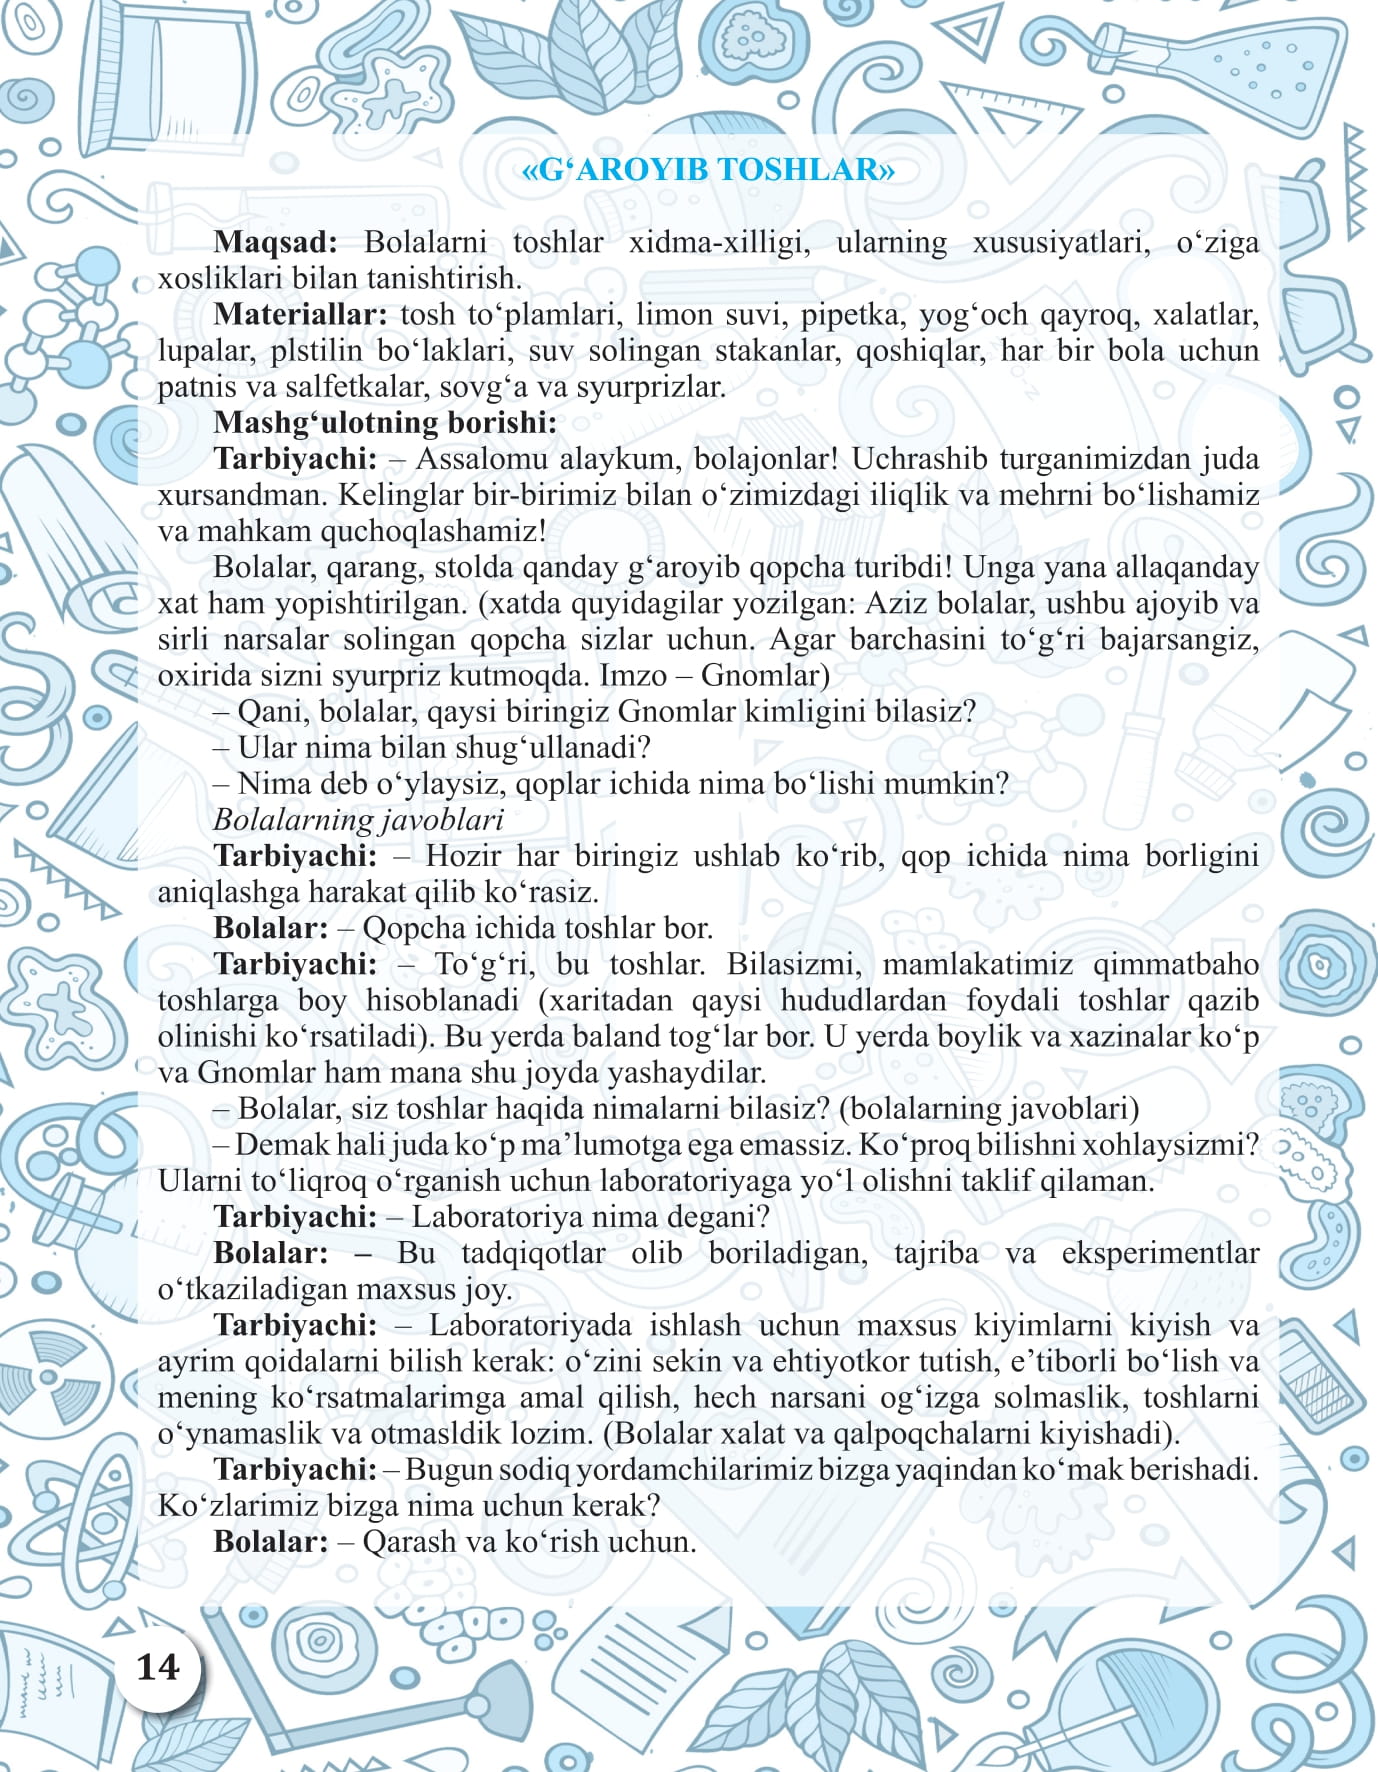 «G‘AROYIB TOSHLAR»
Maqsad: Bolalarni toshlar xidma-xilligi, ularning xususiyatlari, o‘ziga
xosliklari bilan tanishtirish.
Materiallar: tosh to‘plamlari, limon suvi, pipetka, yog‘och qayroq, xalatlar,
lupalar, plstilin bo‘laklari, suv solingan stakanlar, qoshiqlar, har bir bola uchun
patnis va salfetkalar, sovg‘a va syurprizlar.
Mashg‘ulotning borishi:
Tarbiyachi: – Assalomu alaykum, bolajonlar! Uchrashib turganimizdan juda
xursandman. Kelinglar bir-birimiz bilan o‘zimizdagi iliqlik va mehrni bo‘lishamiz
va mahkam quchoqlashamiz!
Bolalar, qarang, stolda qanday g‘aroyib qopcha turibdi! Unga yana allaqanday
xat ham yopishtirilgan. (xatda quyidagilar yozilgan: Aziz bolalar, ushbu ajoyib va
sirli narsalar solingan qopcha sizlar uchun. Agar barchasini to‘g‘ri bajarsangiz,
oxirida sizni syurpriz kutmoqda. Imzo – Gnomlar)
– Qani, bolalar, qaysi biringiz Gnomlar kimligini bilasiz?
– Ular nima bilan shug‘ullanadi?
– Nima deb o‘ylaysiz, qoplar ichida nima bo‘lishi mumkin?
Bolalarning javoblari
Tarbiyachi: – Hozir har biringiz ushlab ko‘rib, qop ichida nima borligini
aniqlashga harakat qilib ko‘rasiz.
Bolalar: – Qopcha ichida toshlar bor.
Tarbiyachi: – To‘g‘ri, bu toshlar. Bilasizmi, mamlakatimiz qimmatbaho
toshlarga boy hisoblanadi (xaritadan qaysi hududlardan foydali toshlar qazib
olinishi ko‘rsatiladi). Bu yerda baland tog‘lar bor. U yerda boylik va xazinalar ko‘p
va Gnomlar ham mana shu joyda yashaydilar.
– Bolalar, siz toshlar haqida nimalarni bilasiz? (bolalarning javoblari)
– Demak hali juda ko‘p ma’lumotga ega emassiz. Ko‘proq bilishni xohlaysizmi?
Ularni to‘liqroq o‘rganish uchun laboratoriyaga yo‘l olishni taklif qilaman.
Tarbiyachi: – Laboratoriya nima degani?
Bolalar: – Bu tadqiqotlar olib boriladigan, tajriba va eksperimentlar
o‘tkaziladigan maxsus joy.
Tarbiyachi: – Laboratoriyada ishlash uchun maxsus kiyimlarni kiyish va
ayrim qoidalarni bilish kerak: o‘zini sekin va ehtiyotkor tutish, e’tiborli bo‘lish va
mening ko‘rsatmalarimga amal qilish, hech narsani og‘izga solmaslik, toshlarni
o‘ynamaslik va otmasldik lozim. (Bolalar xalat va qalpoqchalarni kiyishadi).
Tarbiyachi: – Bugun sodiq yordamchilarimiz bizga yaqindan ko‘mak berishadi.
Ko‘zlarimiz bizga nima uchun kerak?
Bolalar: – Qarash va ko‘rish uchun.
14